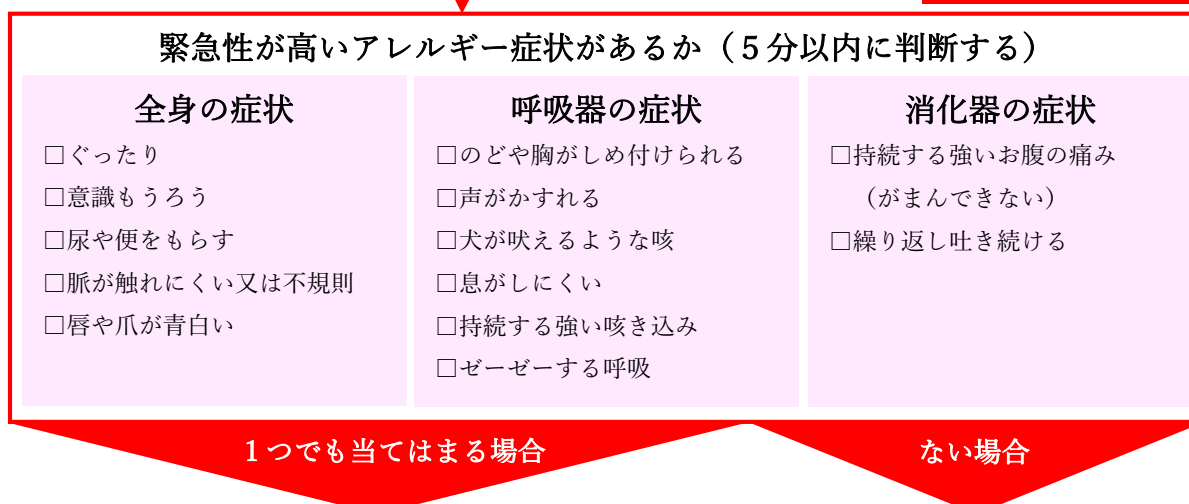 緊急性が高いアレルギー症状があるか（５分以内に判断する）
全身の症状
□ぐったり
□意識もうろう
□尿や便をもらす
□脈が触れにくい又は不規則
□唇や爪が青白い
呼吸器の症状
□のどや胸がしめ付けられる
□声がかすれる
□犬が吠えるような咳
□息がしにくい
□持続する強い咳き込み
□ゼーゼーする呼吸
消化器の症状
□持続する強いお腹の痛み
（がまんできない）
□繰り返し吐き続ける
１つでも当てはまる場合
ない場合